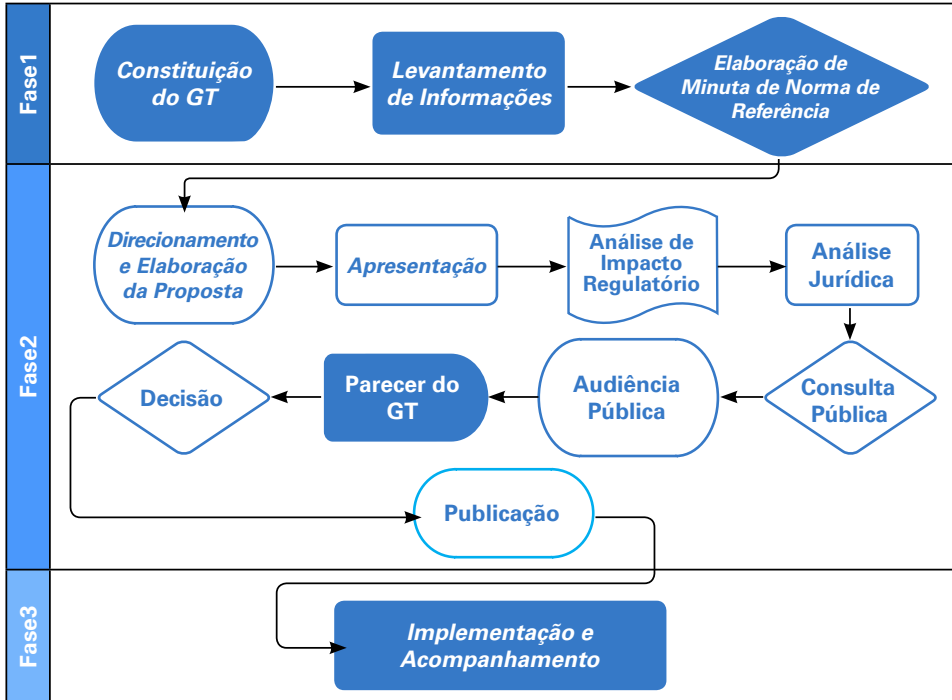 Fase1
Constituição
do GT
Levantamento
de Informações
Elaboração de
Minuta de Norma de
Referência
Fase2
Direcionamento
e Elaboração
da Proposta
Apresentação
Análise de
Impacto
Regulatório
Análise
Jurídica
Consulta
Pública
Audiência
Pública
Parecer do
GT
Decisão
Publicação
Fase3
Implementação e
Acompanhamento